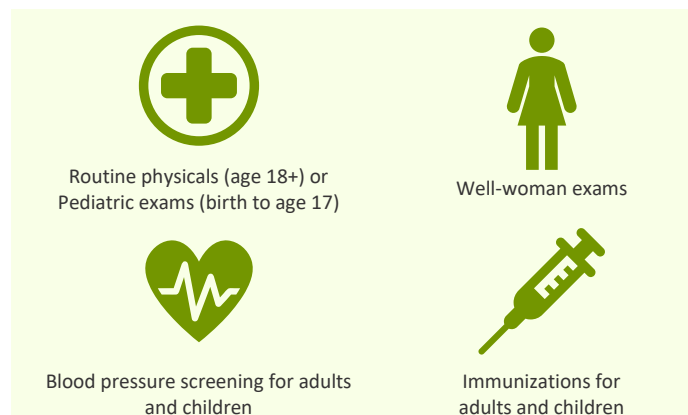 Routine physicals (age 18+) or
Pediatric exams (birth to age 17)
Well-woman exams
Blood pressure screening for adults
and children
Immunizations for
adults and children